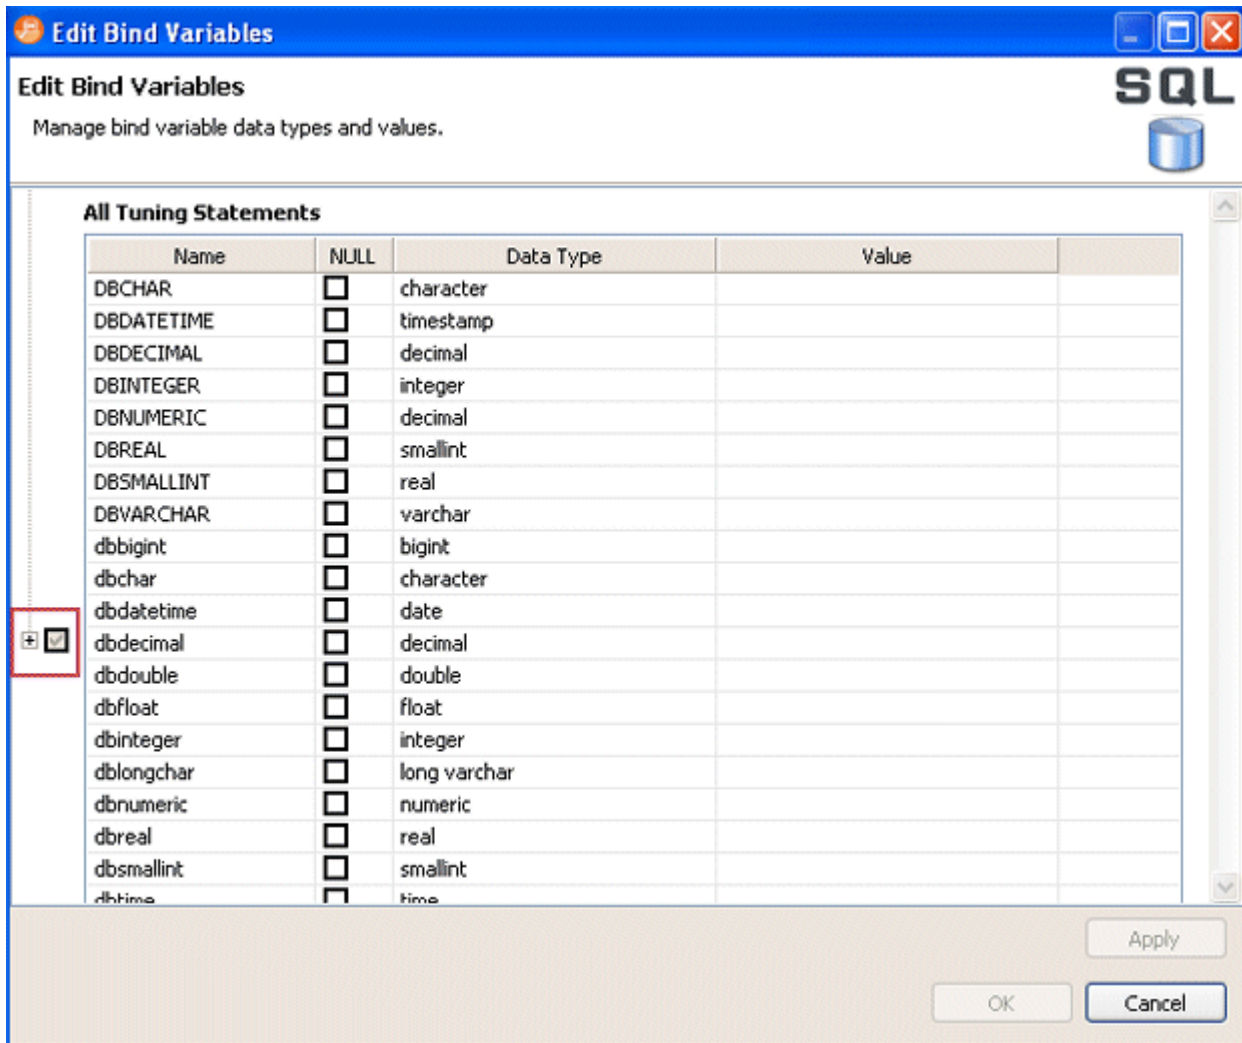 Edit Bind Variables
Edit Bind Variables
SQL
Manage bind variable data types and values.
All Tuning Statements
Name NULL Data Type Value
DBCHAR character
DBDATETIME timestamp
DBDECIMAL decimal
DBINTEGER integer
DBNUMERIC decimal
DBREAL smallint
DBSMALLINT real
DBVARCHAR varchar
dbbigint bigint
dbchar character
dbdatetime date
dbdecimal decimal
dbdouble double
dbfloat float
dbinteger integer
dblongchar long varchar
dbnumeric numeric
dbreal real
dbsmallint smallint
dbtime time
Apply
OK Cancel